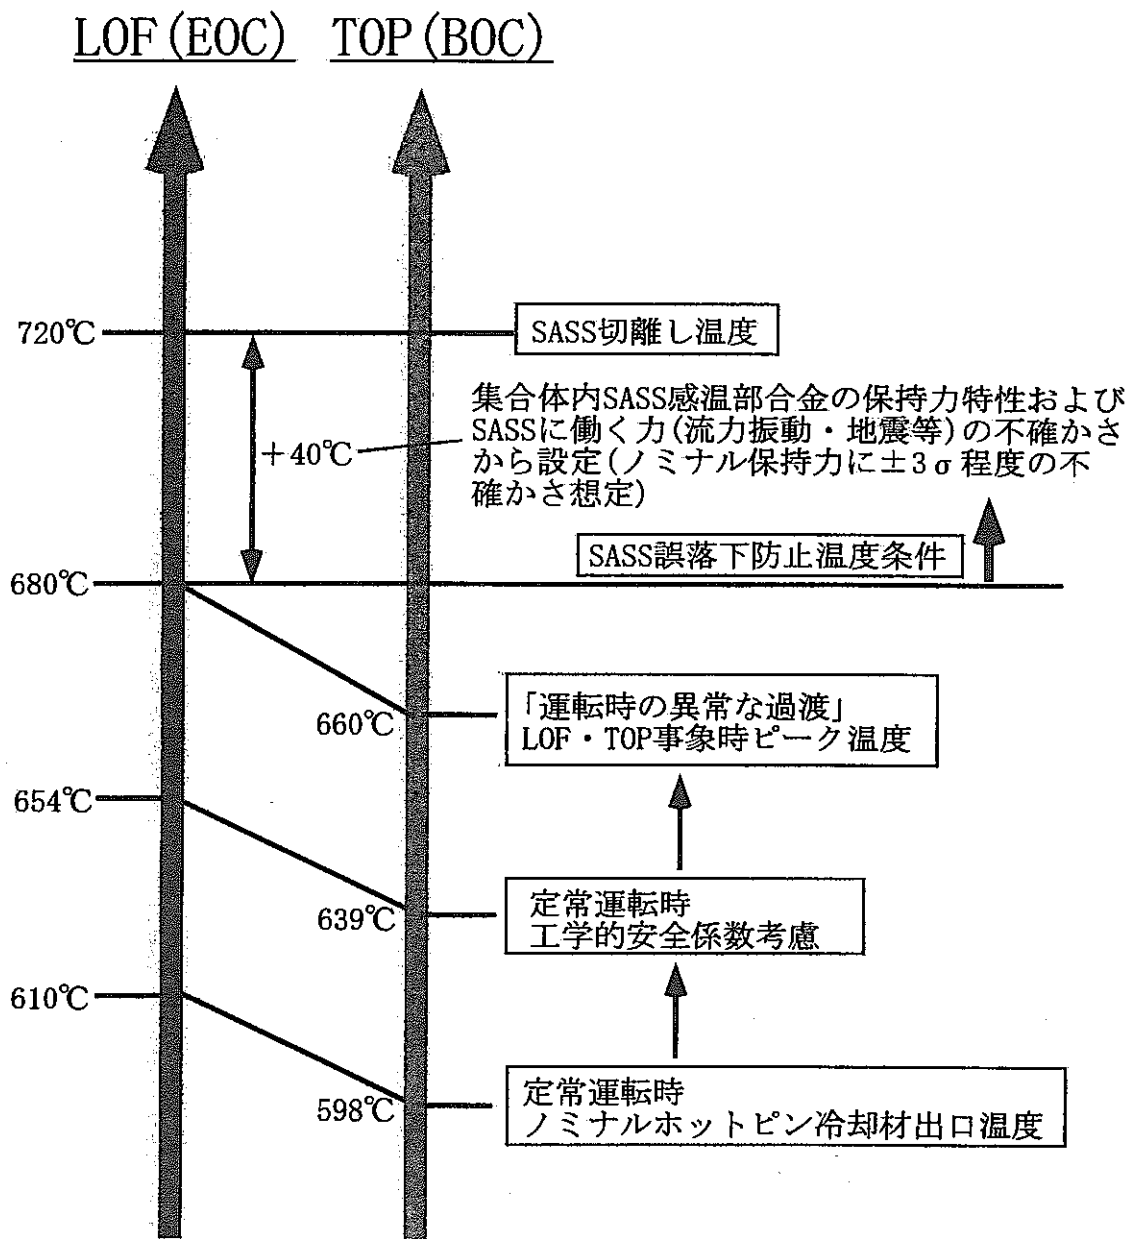 LOF(EOC)
TOP(BOC)
720℃
SASS切離し温度
集合体内SASS感温部合金の保持力特性および
SASSに働く力(流力振動・地震等)の不確かさ
から設定(ノミナル保持力に±3σ程度の不
確かさ想定)
+40℃
SASS誤落下防止温度条件
680℃
「運転時の異常な過渡」
LOF・TOP事象時ピーク温度
660℃
654℃
定常運転時
工学的安全係数考慮
639℃
610℃
定常運転時
ノミナルホットピン冷却材出口温度
598℃